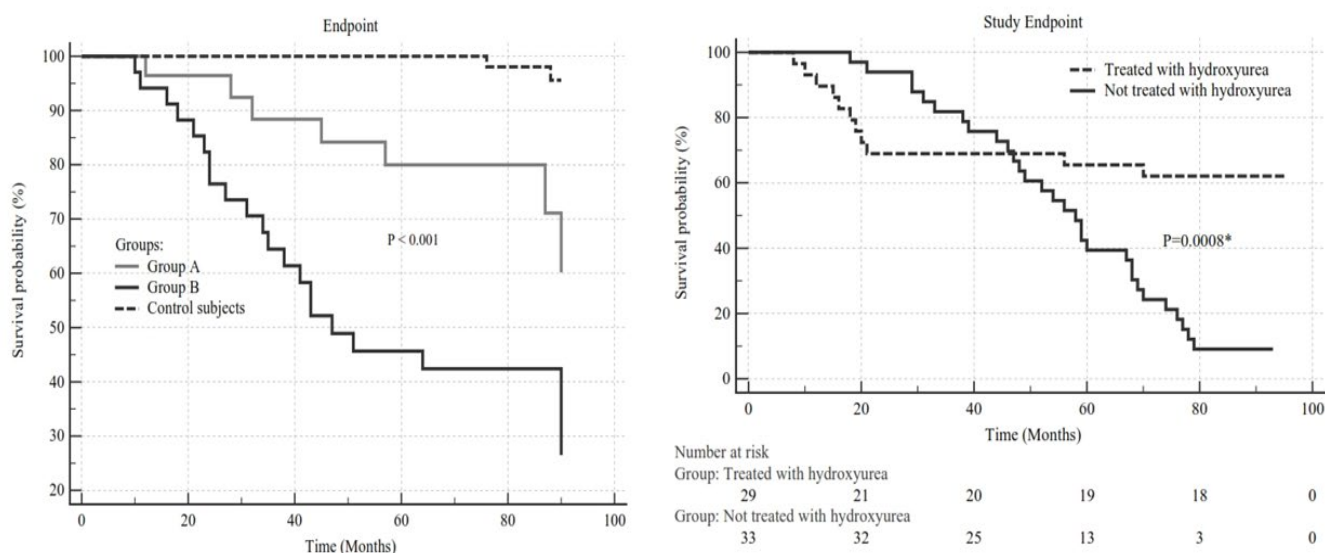 Endpoint
Survival probability (%)
100
90
80
70
60
50
40
30
20
P < 0.001
Groups:
Group A
Group B
Control subjects
0 20 40 60 80 100
Time (Months)
Study Endpoint
Survival probability (%)
100
80
60
40
20
0
Treated with hydroxyurea
Not treated with hydroxyurea
P=0.0008*
0 20 40 60 80 100
Time (Months)
Number at risk
Group: Treated with hydroxyurea
29 21 20 19 18 0
Group: Not treated with hydroxyurea
33 32 25 13 3 0